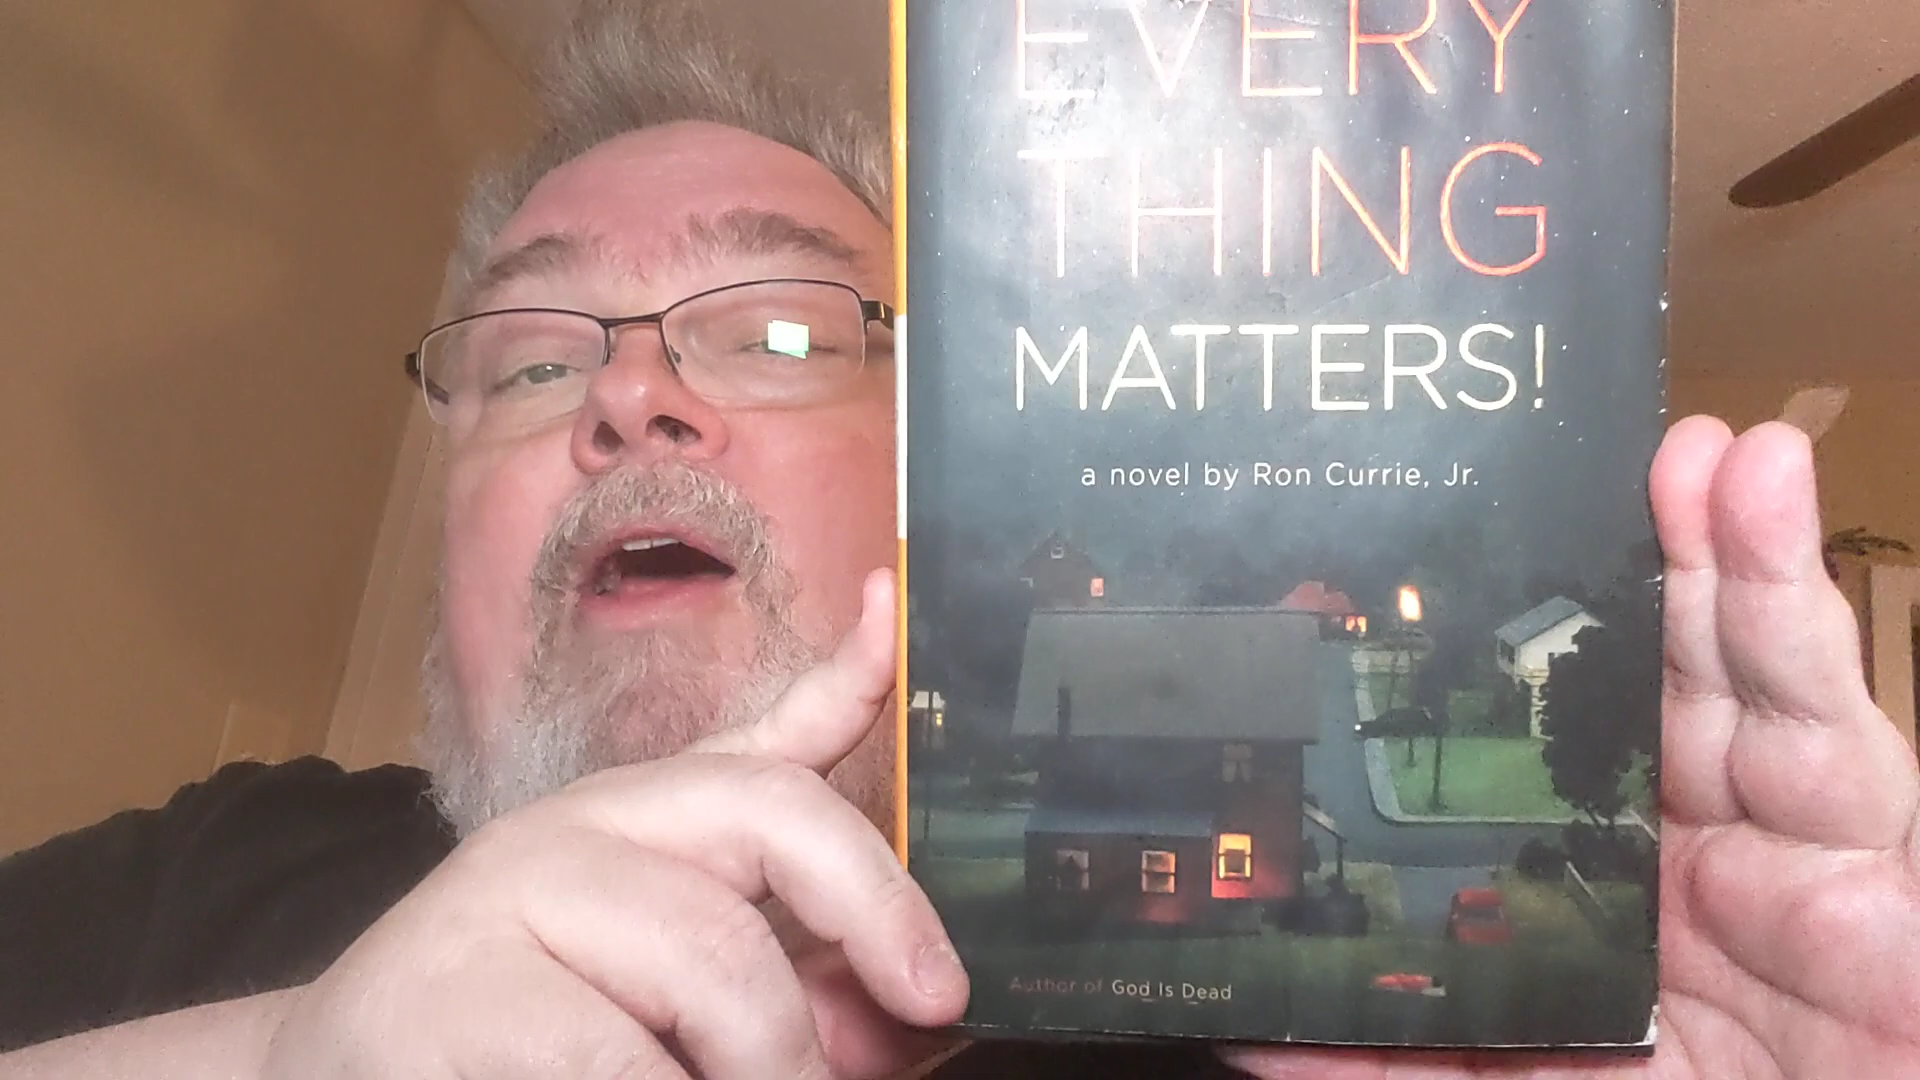 EVERY
THING
MATTERS!
a novel by Ron Currie, Jr.
Author of God Is Dead